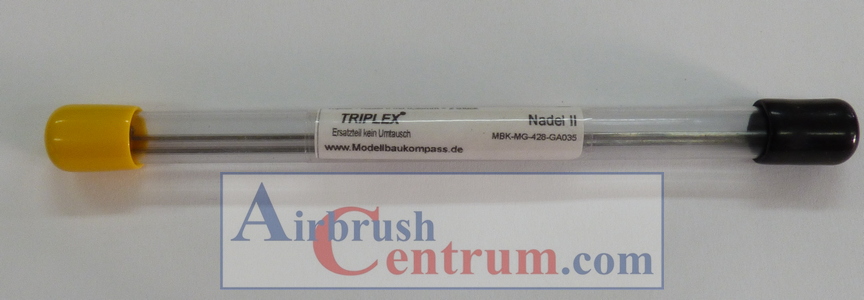 TRIPLEX® Nadel II
Ersatzteil kein Umtausch MBK-MG-428-GA035
www.Modellbaukompass.de
Airbrush
Centrum.com